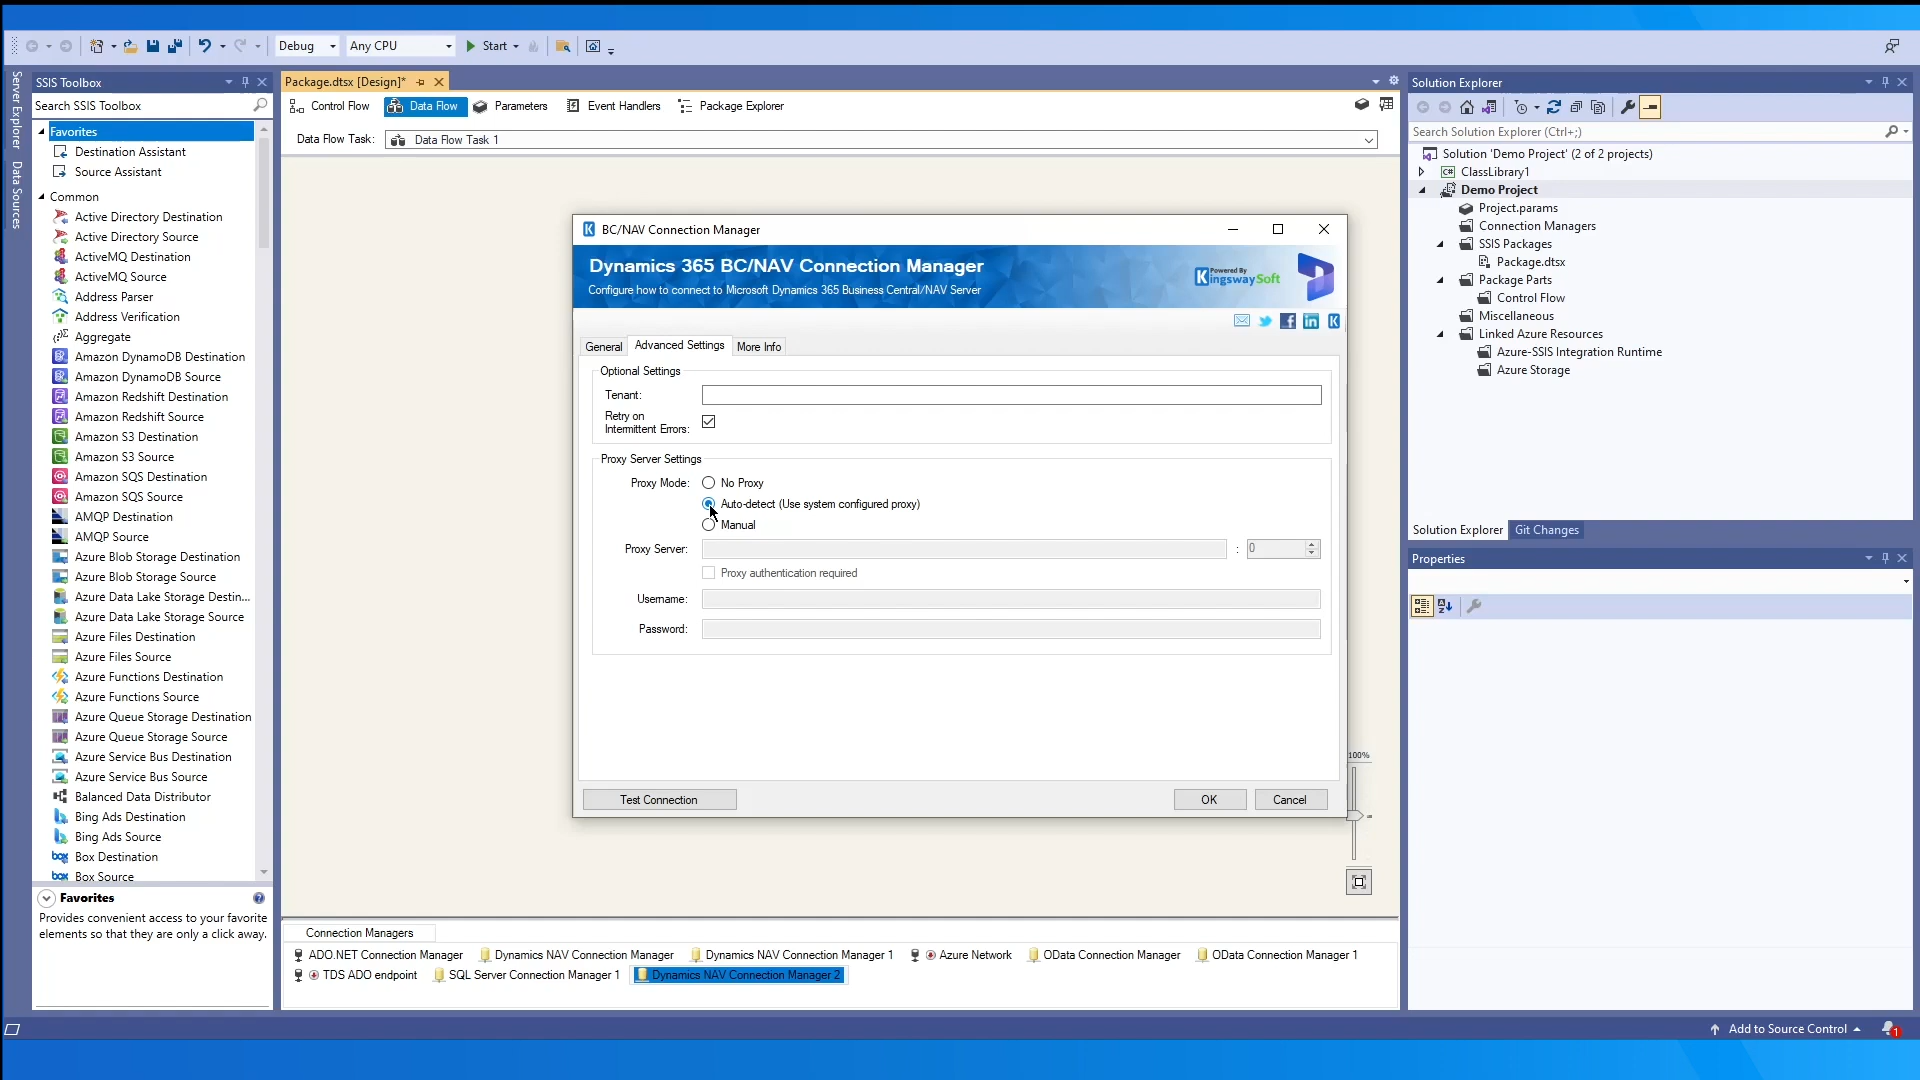 Debug
Any CPU
Start
Server Explorer
Data Sources
SSIS Toolbox
Search SSIS Toolbox
Favorites
Destination Assistant
Source Assistant
Common
Active Directory Destination
Active Directory Source
ActiveMQ Destination
ActiveMQ Source
Address Parser
Address Verification
Aggregate
Amazon DynamoDB Destination
Amazon DynamoDB Source
Amazon Redshift Destination
Amazon Redshift Source
Amazon S3 Destination
Amazon S3 Source
Amazon SQS Destination
Amazon SQS Source
AMQP Destination
AMQP Source
Azure Blob Storage Destination
Azure Blob Storage Source
Azure Data Lake Storage Destin...
Azure Data Lake Storage Source
Azure Files Destination
Azure Files Source
Azure Functions Destination
Azure Functions Source
Azure Queue Storage Destination
Azure Queue Storage Source
Azure Service Bus Destination
Azure Service Bus Source
Balanced Data Distributor
Bing Ads Destination
Bing Ads Source
box Box Destination
box Box Source
Favorites
Provides convenient access to your favorite
elements so that they are only a click away.
Package.dtsx [Design]*
Control Flow
Data Flow
Parameters
Event Handlers
Package Explorer
Data Flow Task:
Data Flow Task 1
BC/NAV Connection Manager
Dynamics 365 BC/NAV Connection Manager
Configure how to connect to Microsoft Dynamics 365 Business Central/NAV Server
Powered By
KingswaySoft
General
Advanced Settings
More Info
Optional Settings
Tenant:
Retry on
Intermittent Errors:
Proxy Server Settings
Proxy Mode:
No Proxy
Auto-detect (Use system configured proxy)
Manual
Proxy Server:
:
0
Proxy authentication required
Username:
Password:
Test Connection
OK
Cancel
100%
Connection Managers
ADO.NET Connection Manager
Dynamics NAV Connection Manager
Dynamics NAV Connection Manager 1
Azure Network
OData Connection Manager
OData Connection Manager 1
TDS ADO endpoint
SQL Server Connection Manager 1
Dynamics NAV Connection Manager 2
Solution Explorer
Search Solution Explorer (Ctrl+;)
Solution 'Demo Project' (2 of 2 projects)
C# ClassLibrary1
Demo Project
Project.params
Connection Managers
SSIS Packages
Package.dtsx
Package Parts
Control Flow
Miscellaneous
Linked Azure Resources
Azure-SSIS Integration Runtime
Azure Storage
Solution Explorer
Git Changes
Properties
Add to Source Control
1